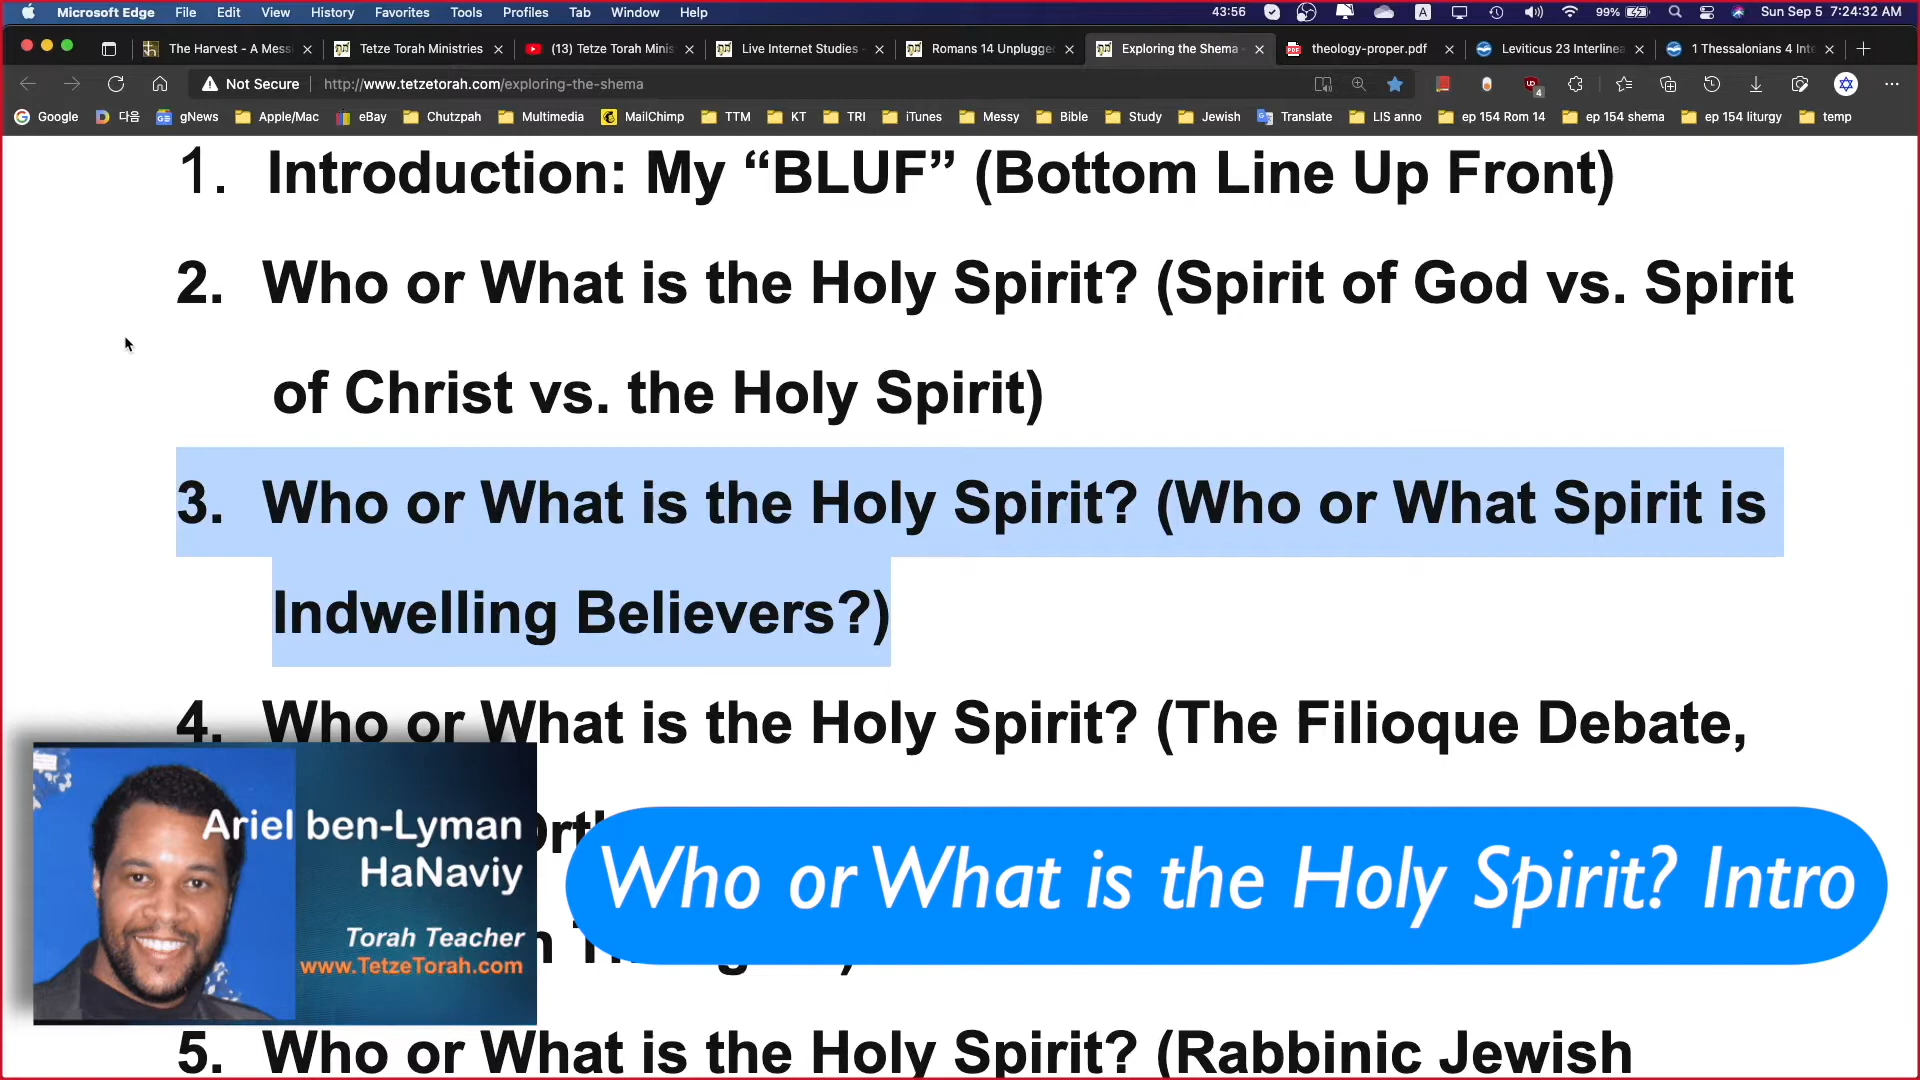 Microsoft Edge File Edit View History Favorites Tools Profiles Tab Window Help 43:56 A 99% Sun Sep 5 7:24:32 AM
The Harvest - A Mess Tetze Torah Ministries (13) Tetze Torah Minis Live Internet Studies - Romans 14 Unplugge Exploring the Shema - theology-proper.pdf Leviticus 23 Interlinea 1 Thessalonians 4 Inte
Not Secure http://www.tetzetorah.com/exploring-the-shema 4
Google 다음 gNews Apple/Mac eBay Chutzpah Multimedia MailChimp TTM KT TRI iTunes Messy Bible Study Jewish Translate LIS anno ep 154 Rom 14 ep 154 shema ep 154 liturgy temp
1. Introduction: My “BLUF” (Bottom Line Up Front)
2. Who or What is the Holy Spirit? (Spirit of God vs. Spirit
of Christ vs. the Holy Spirit)
3. Who or What is the Holy Spirit? (Who or What Spirit is
Indwelling Believers?)
4. Who or What is the Holy Spirit? (The Filioque Debate,
Ariel ben-Lyman
HaNaviy
Torah Teacher
www.TetzeTorah.com
Who or What is the Holy Spirit? Intro
5. Who or What is the Holy Spirit? (Rabbinic Jewish